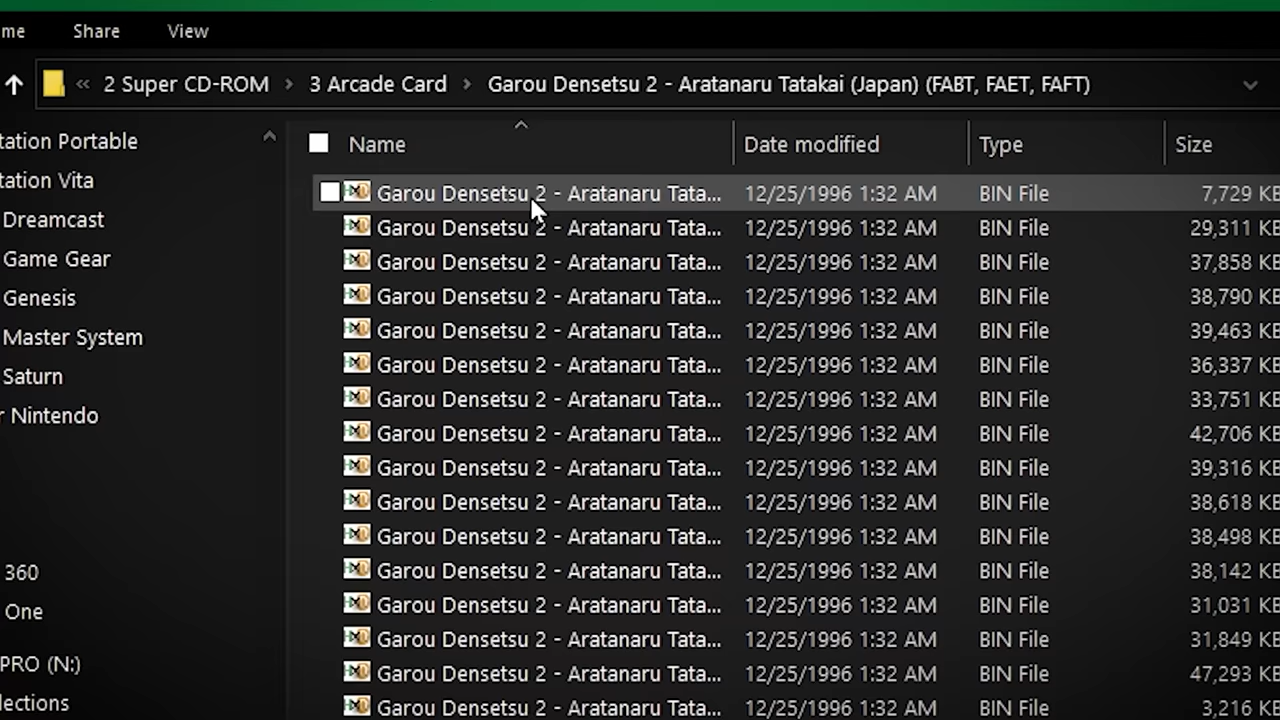 me Share View
« 2 Super CD-ROM › 3 Arcade Card › Garou Densetsu 2 - Aratanaru Tatakai (Japan) (FABT, FAET, FAFT)
tation Portable
tation Vita
Dreamcast
Game Gear
Genesis
Master System
Saturn
r Nintendo
360
One
PRO (N:)
lections
Name Date modified Type Size
Garou Densetsu 2 - Aratanaru Tata... 12/25/1996 1:32 AM BIN File 7,729 KB
Garou Densetsu 2 - Aratanaru Tata... 12/25/1996 1:32 AM BIN File 29,311 KB
Garou Densetsu 2 - Aratanaru Tata... 12/25/1996 1:32 AM BIN File 37,858 KB
Garou Densetsu 2 - Aratanaru Tata... 12/25/1996 1:32 AM BIN File 38,790 KB
Garou Densetsu 2 - Aratanaru Tata... 12/25/1996 1:32 AM BIN File 39,463 KB
Garou Densetsu 2 - Aratanaru Tata... 12/25/1996 1:32 AM BIN File 36,337 KB
Garou Densetsu 2 - Aratanaru Tata... 12/25/1996 1:32 AM BIN File 33,751 KB
Garou Densetsu 2 - Aratanaru Tata... 12/25/1996 1:32 AM BIN File 42,706 KB
Garou Densetsu 2 - Aratanaru Tata... 12/25/1996 1:32 AM BIN File 39,316 KB
Garou Densetsu 2 - Aratanaru Tata... 12/25/1996 1:32 AM BIN File 38,618 KB
Garou Densetsu 2 - Aratanaru Tata... 12/25/1996 1:32 AM BIN File 38,498 KB
Garou Densetsu 2 - Aratanaru Tata... 12/25/1996 1:32 AM BIN File 38,142 KB
Garou Densetsu 2 - Aratanaru Tata... 12/25/1996 1:32 AM BIN File 31,031 KB
Garou Densetsu 2 - Aratanaru Tata... 12/25/1996 1:32 AM BIN File 31,849 KB
Garou Densetsu 2 - Aratanaru Tata... 12/25/1996 1:32 AM BIN File 47,293 KB
Garou Densetsu 2 - Aratanaru Tata... 12/25/1996 1:32 AM BIN File 3,216 KB